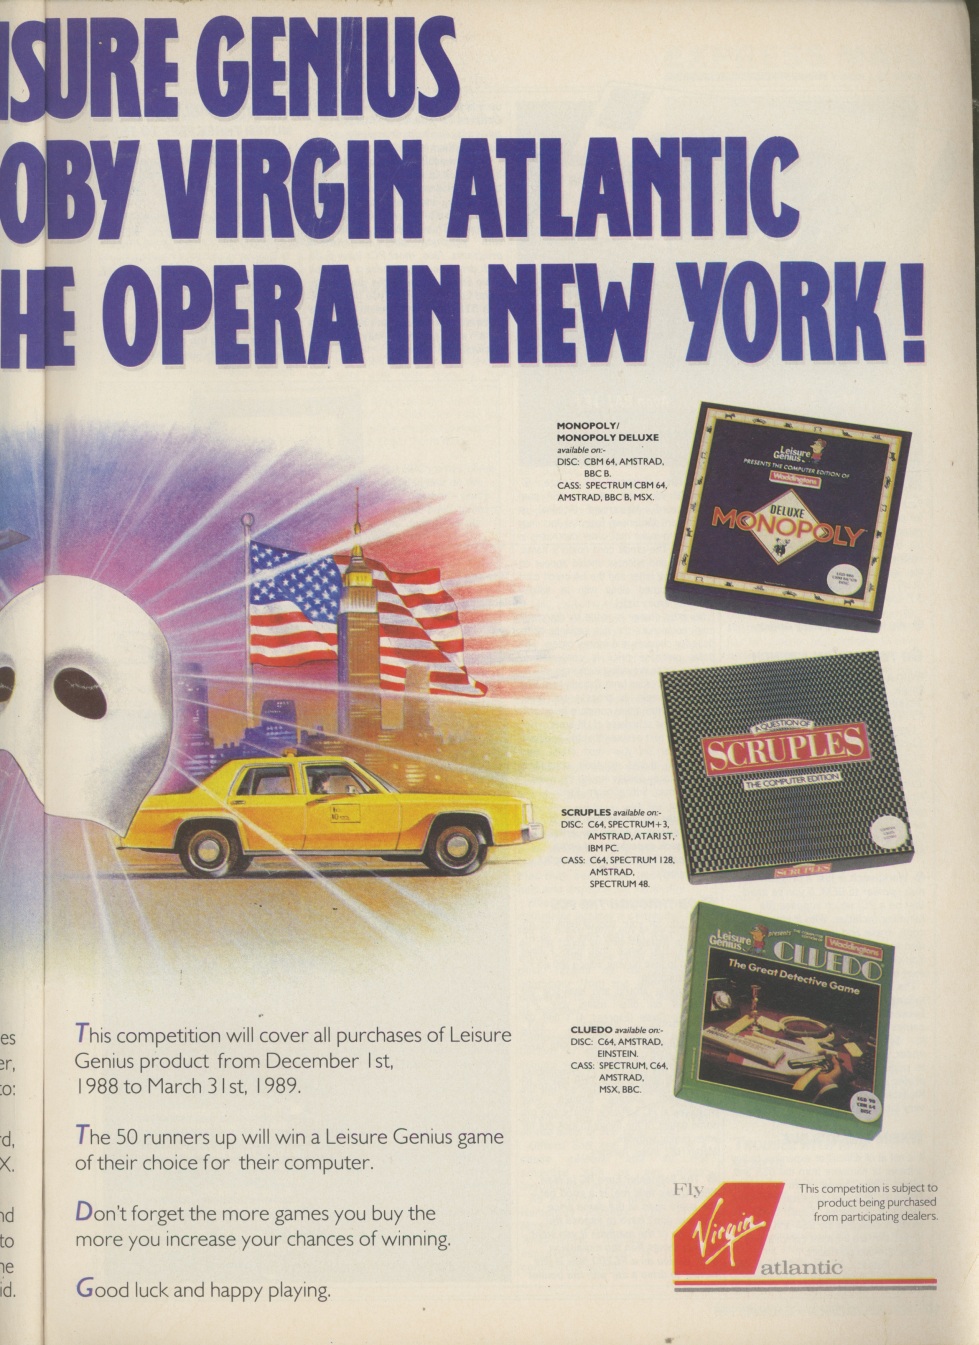 ISURE GENIUS
OBY VIRGIN ATLANTIC
HE OPERA IN NEW YORK!
MONOPOLY/
MONOPOLY DELUXE
available on:-
DISC: CBM 64, AMSTRAD,
BBC B.
CASS: SPECTRUM CBM 64,
AMSTRAD, BBC B, MSX.
Leisure
Genius
PRESENTS THE COMPUTER EDITION OF
Waddingtons
DELUXE
MONOPOLY
A QUESTION OF
SCRUPLES
THE COMPUTER EDITION
SCRUPLES
SCRUPLES available on:-
DISC: C64, SPECTRUM+3,
AMSTRAD, ATARI ST,
IBM PC.
CASS: C64, SPECTRUM 128,
AMSTRAD,
SPECTRUM 48.
Leisure
Genius
presents
Waddingtons
CLUEDO
The Great Detective Game
CBM 64
DISC
CLUEDO available on:-
DISC: C64, AMSTRAD,
EINSTEIN.
CASS: SPECTRUM, C64,
AMSTRAD,
MSX, BBC.
es
er,
to:
rd,
X.
nd
to
he
id.
This competition will cover all purchases of Leisure
Genius product from December 1st,
1988 to March 31st, 1989.
The 50 runners up will win a Leisure Genius game
of their choice for their computer.
Don't forget the more games you buy the
more you increase your chances of winning.
Good luck and happy playing.
Fly
Virgin
atlantic
This competition is subject to
product being purchased
from participating dealers.